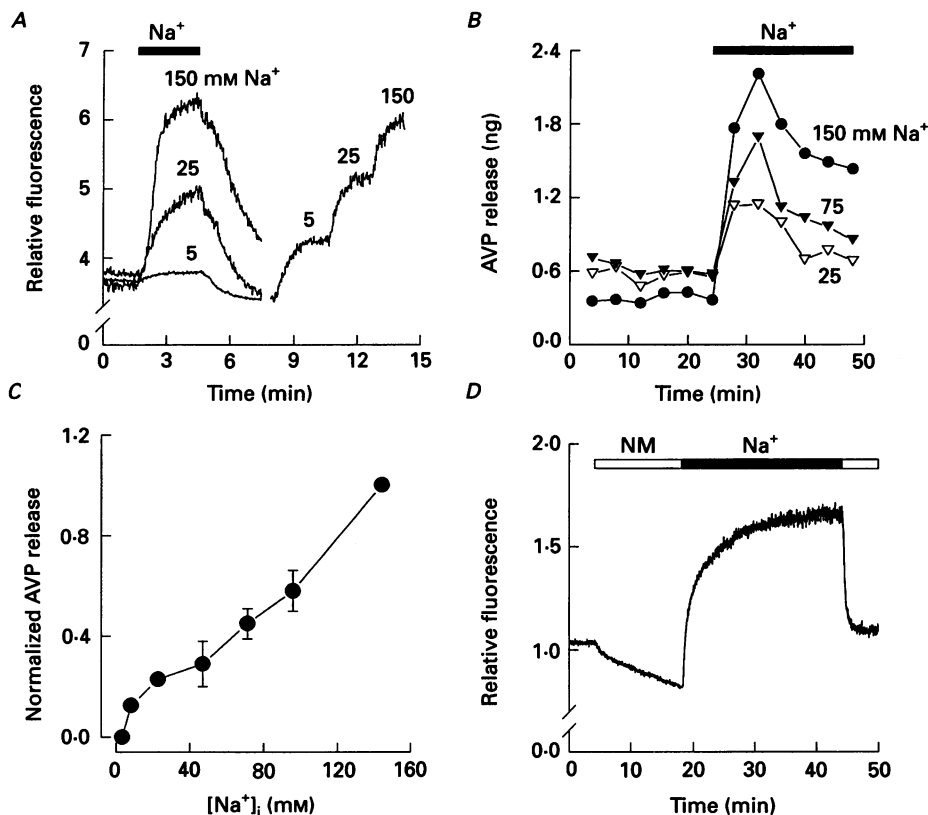 A
Na⁺
7
6
5
4
0
Relative fluorescence
150 mM Na⁺
25
5
5
25
150
0 3 6 9 12 15
Time (min)
B
Na⁺
2·4
1·8
1·2
0·6
0·0
AVP release (ng)
150 mM Na⁺
75
25
0 10 20 30 40 50
Time (min)
C
1·2
0·8
0·4
0·0
Normalized AVP release
0 40 80 120 160
[Na⁺]ᵢ (mM)
D
NM Na⁺
2·0
1·5
1·0
0·0
Relative fluorescence
0 10 20 30 40 50
Time (min)